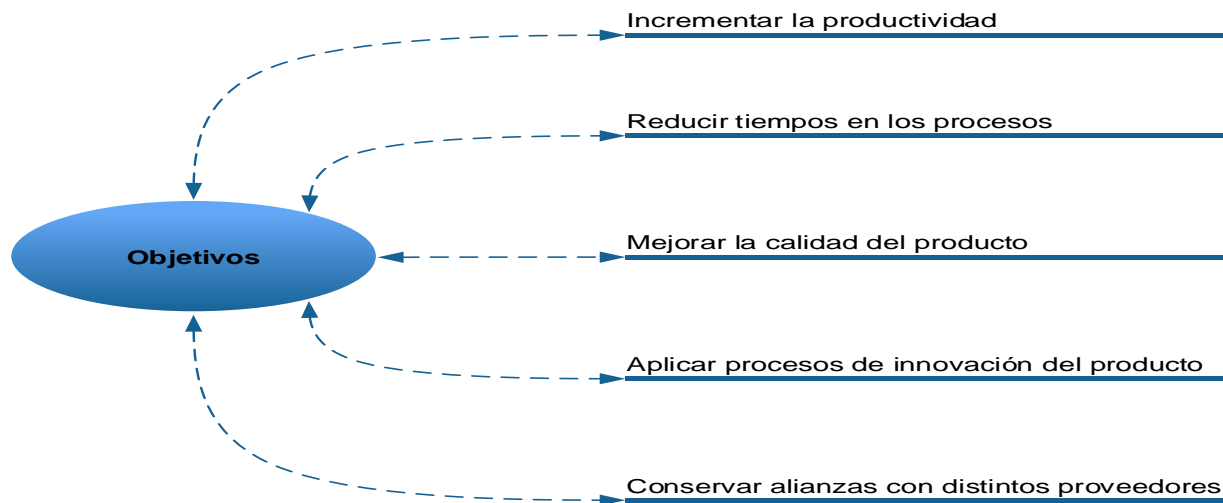 Incrementar la productividad
Reducir tiempos en los procesos
Mejorar la calidad del producto
Objetivos
Aplicar procesos de innovación del producto
Conservar alianzas con distintos proveedores